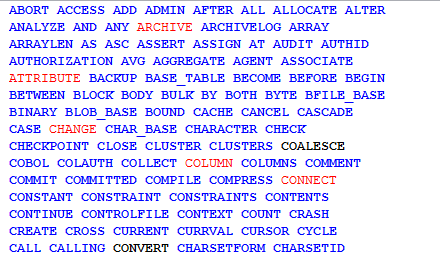 ABORT ACCESS ADD ADMIN AFTER ALL ALLOCATE ALTER
ANALYZE AND ANY ARCHIVE ARCHIVELOG ARRAY
ARRAYLEN AS ASC ASSERT ASSIGN AT AUDIT AUTHID
AUTHORIZATION AVG AGGREGATE AGENT ASSOCIATE
ATTRIBUTE BACKUP BASE_TABLE BECOME BEFORE BEGIN
BETWEEN BLOCK BODY BULK BY BOTH BYTE BFILE_BASE
BINARY BLOB_BASE BOUND CACHE CANCEL CASCADE
CASE CHANGE CHAR_BASE CHARACTER CHECK
CHECKPOINT CLOSE CLUSTER CLUSTERS COALESCE
COBOL COLAUTH COLLECT COLUMN COLUMNS COMMENT
COMMIT COMMITTED COMPILE COMPRESS CONNECT
CONSTANT CONSTRAINT CONSTRAINTS CONTENTS
CONTINUE CONTROLFILE CONTEXT COUNT CRASH
CREATE CROSS CURRENT CURRVAL CURSOR CYCLE
CALL CALLING CONVERT CHARSETFORM CHARSETID